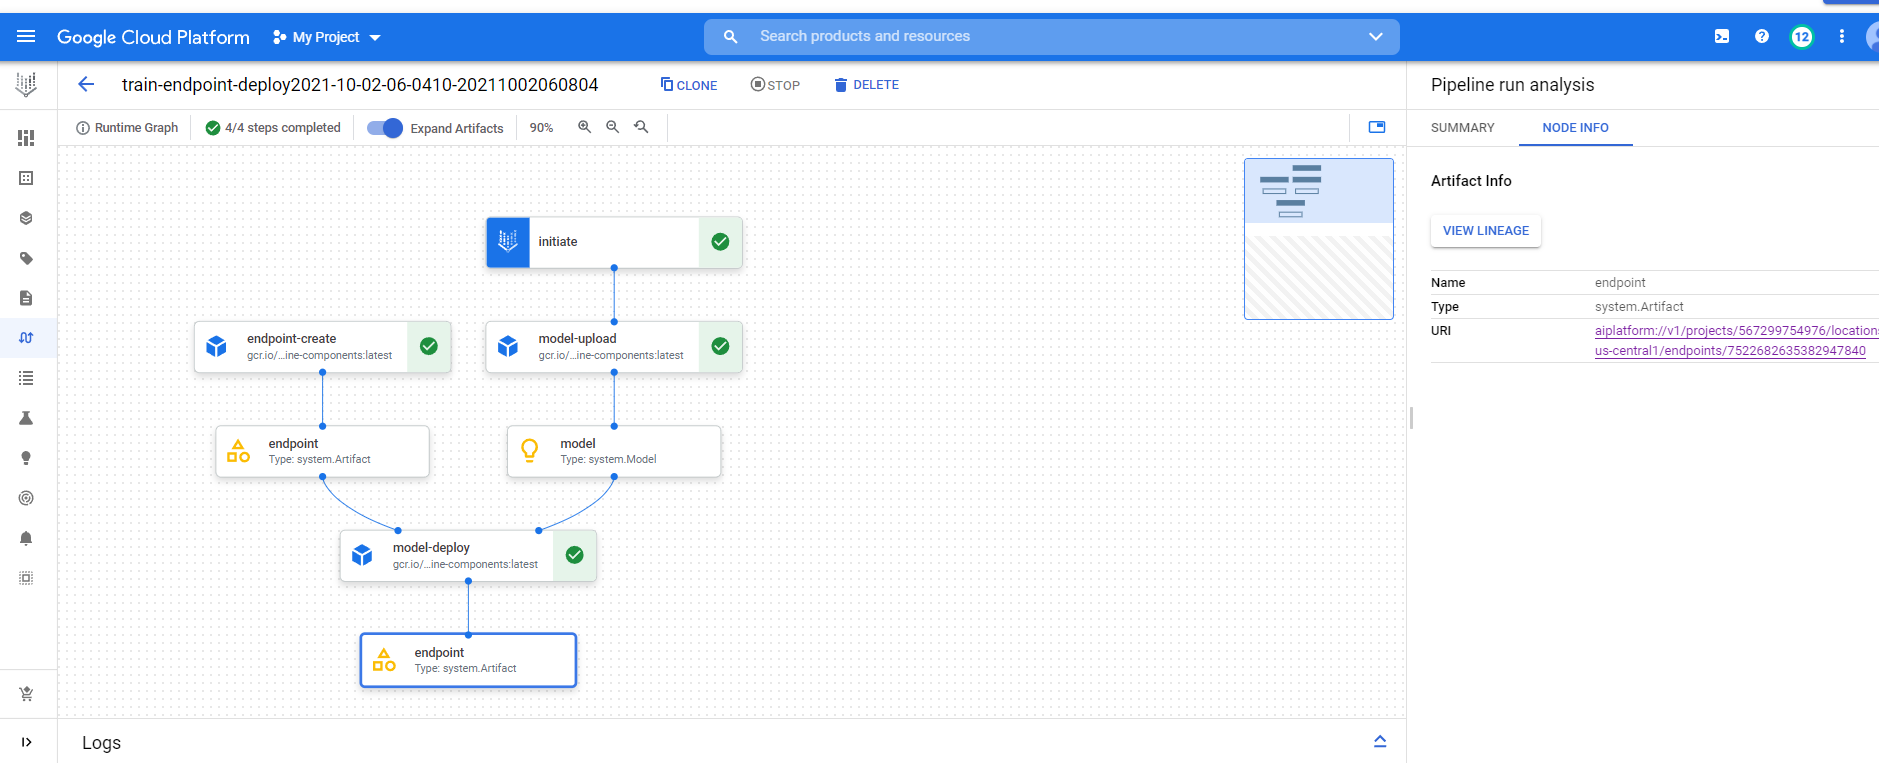 Google Cloud Platform
My Project
Search products and resources
12
train-endpoint-deploy2021-10-02-06-0410-20211002060804
CLONE
STOP
DELETE
Runtime Graph
4/4 steps completed
Expand Artifacts
90%
initiate
endpoint-create
gcr.io/...ine-components:latest
model-upload
gcr.io/...ine-components:latest
endpoint
Type: system.Artifact
model
Type: system.Model
model-deploy
gcr.io/...ine-components:latest
endpoint
Type: system.Artifact
Logs
Pipeline run analysis
SUMMARY
NODE INFO
Artifact Info
VIEW LINEAGE
Name endpoint
Type system.Artifact
URI aiplatform://v1/projects/567299754976/locations
us-central1/endpoints/7522682635382947840